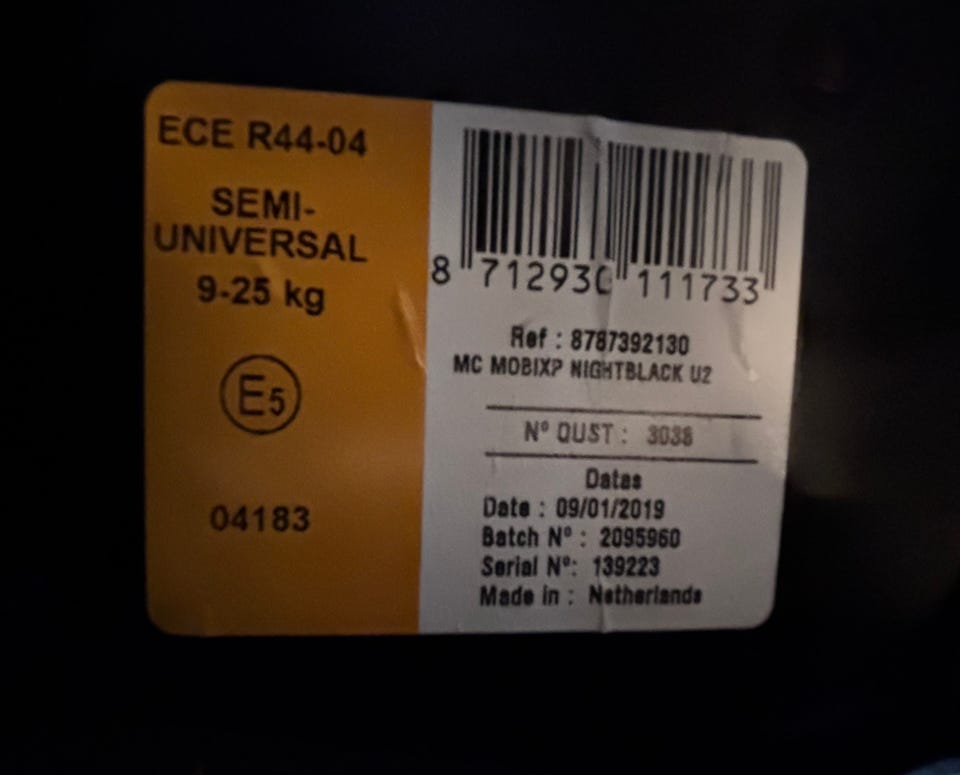 ECE R44-04
SEMI-
UNIVERSAL
9-25 kg
E5
04183
8 712930 111733
Ref : 8787392130
MC MOBIXP NIGHTBLACK U2
N° QUST : 3038
Datas
Date : 09/01/2019
Batch N° : 2095960
Serial N°: 139223
Made in : Netherlands